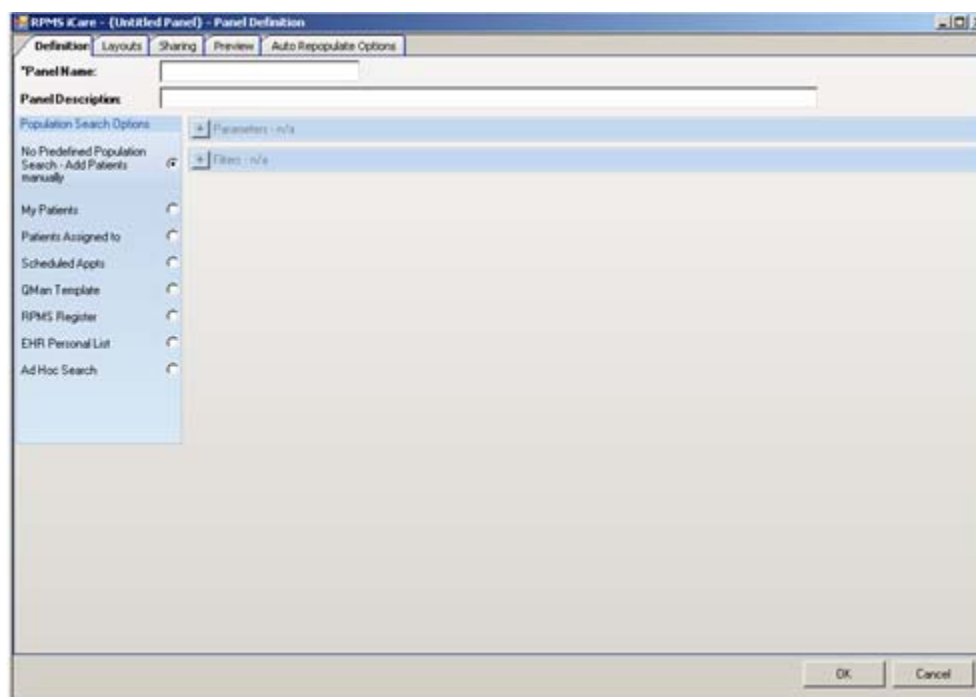 RPMS iCare - (Untitled Panel) - Panel Definition
Definition Layouts Sharing Preview Auto Repopulate Options
*Panel Name:
Panel Description:
Population Search Options
Parameters - n/a
Filters - n/a
No Predefined Population
Search - Add Patients
manually
My Patients
Patients Assigned to
Scheduled Appts
QMan Template
RPMS Register
EHR Personal List
Ad Hoc Search
OK Cancel